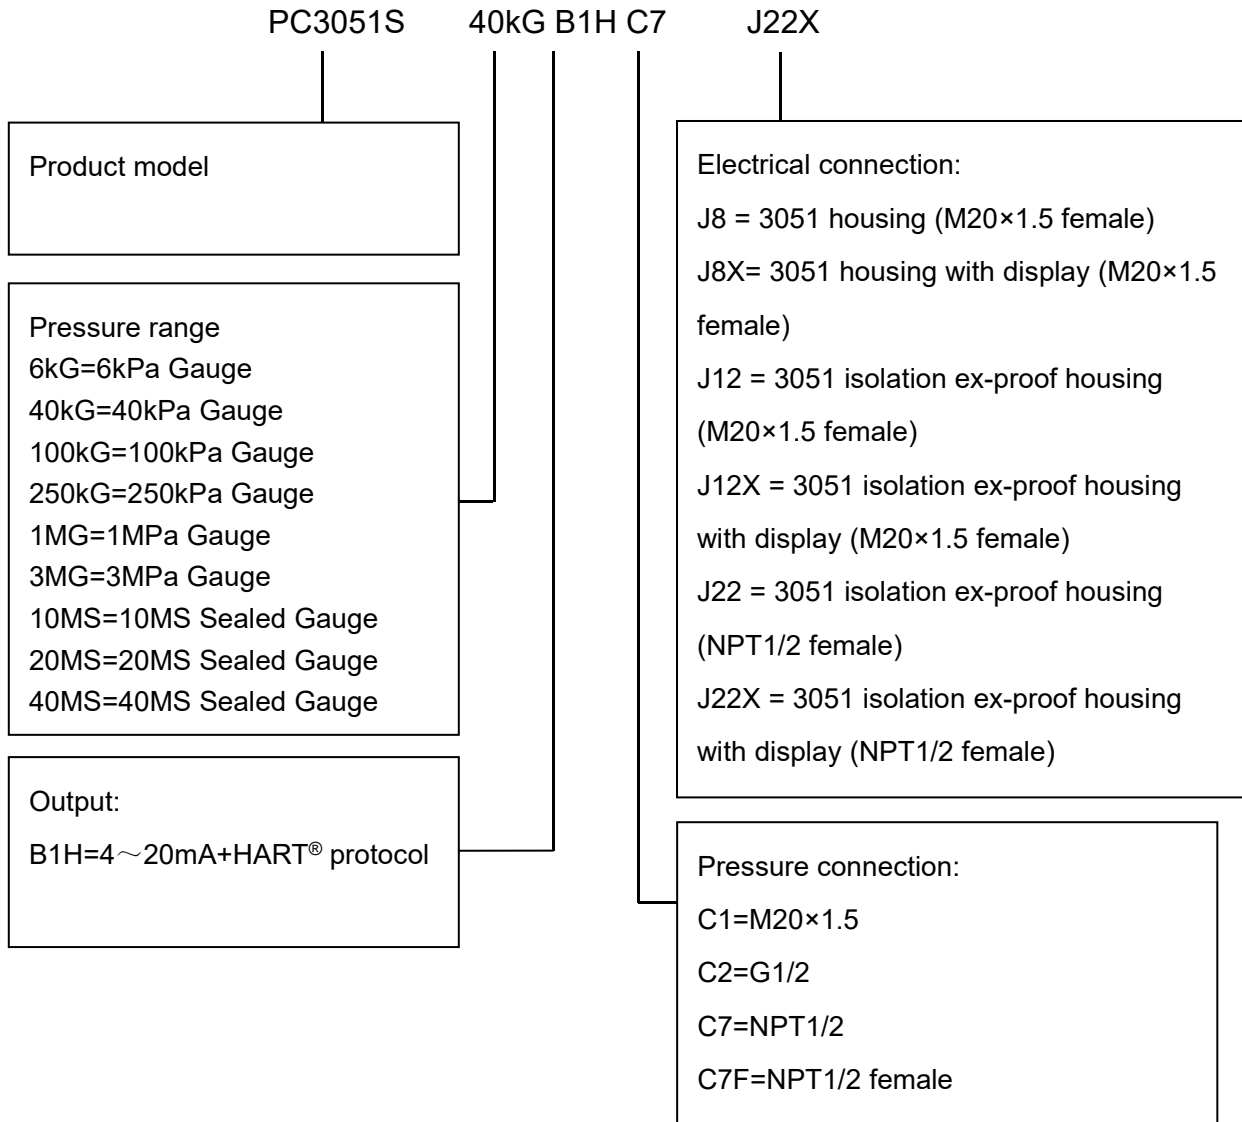 PC3051S 40kG B1H C7 J22X
Product model
Pressure range
6kG=6kPa Gauge
40kG=40kPa Gauge
100kG=100kPa Gauge
250kG=250kPa Gauge
1MG=1MPa Gauge
3MG=3MPa Gauge
10MS=10MS Sealed Gauge
20MS=20MS Sealed Gauge
40MS=40MS Sealed Gauge
Output:
B1H=4～20mA+HART® protocol
Electrical connection:
J8 = 3051 housing (M20×1.5 female)
J8X= 3051 housing with display (M20×1.5
female)
J12 = 3051 isolation ex-proof housing
(M20×1.5 female)
J12X = 3051 isolation ex-proof housing
with display (M20×1.5 female)
J22 = 3051 isolation ex-proof housing
(NPT1/2 female)
J22X = 3051 isolation ex-proof housing
with display (NPT1/2 female)
Pressure connection:
C1=M20×1.5
C2=G1/2
C7=NPT1/2
C7F=NPT1/2 female